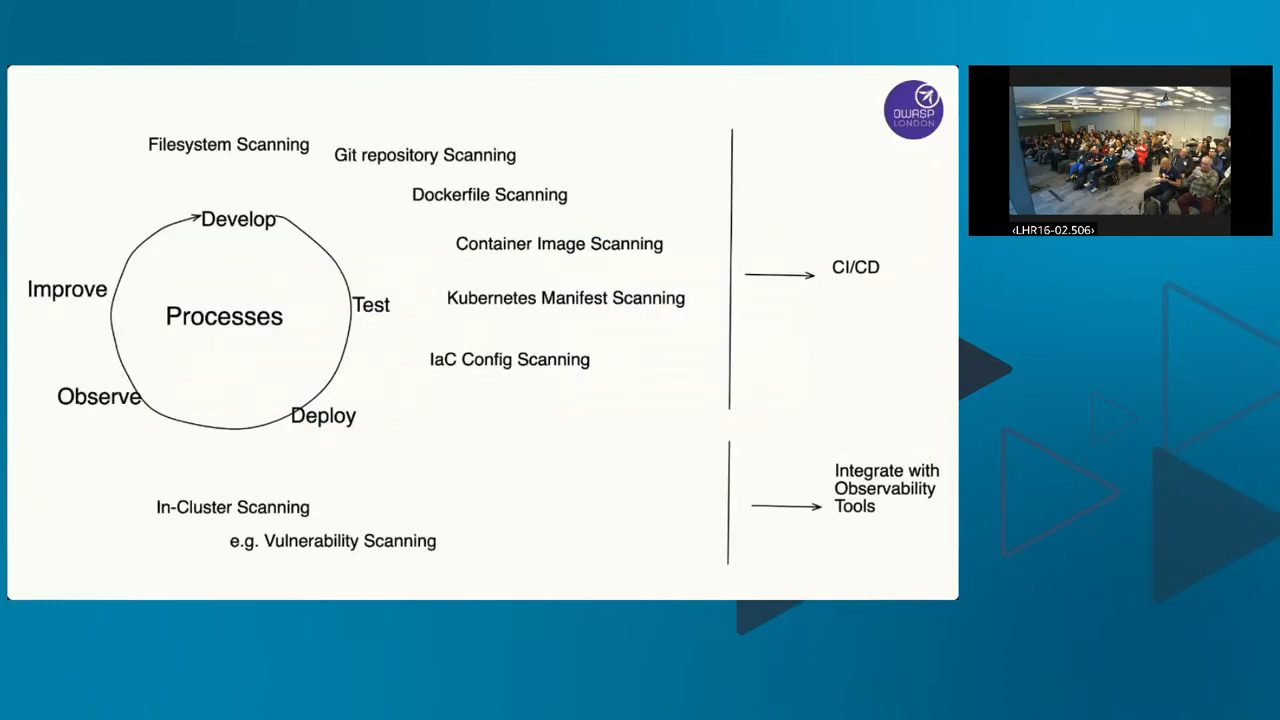 OWASP
LONDON
Filesystem Scanning
Git repository Scanning
Dockerfile Scanning
Container Image Scanning
Kubernetes Manifest Scanning
IaC Config Scanning
Develop
Test
Deploy
Observe
Improve
Processes
CI/CD
In-Cluster Scanning
e.g. Vulnerability Scanning
Integrate with
Observability
Tools
‹LHR16-02.506›